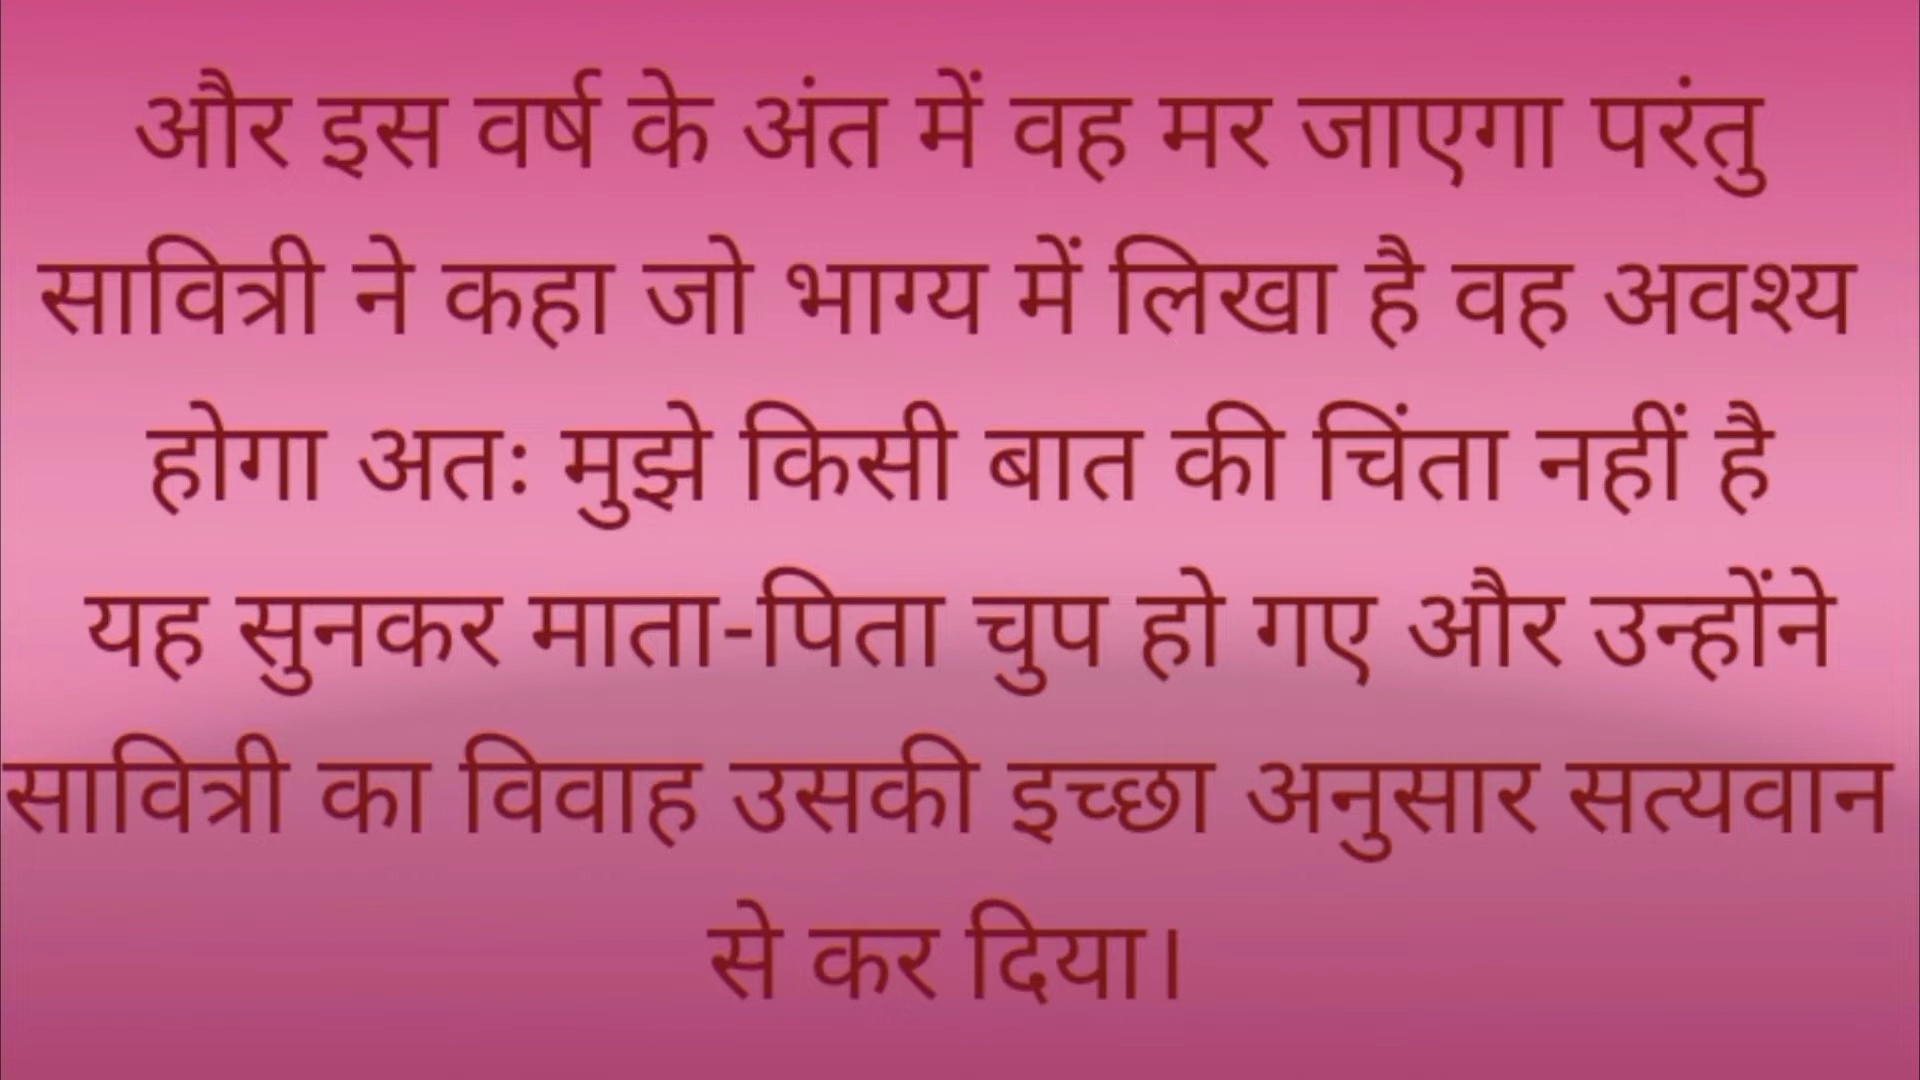 और इस वर्ष के अंत में वह मर जाएगा परंतु
सावित्री ने कहा जो भाग्य में लिखा है वह अवश्य
होगा अतः मुझे किसी बात की चिंता नहीं है
यह सुनकर माता-पिता चुप हो गए और उन्होंने
सावित्री का विवाह उसकी इच्छा अनुसार सत्यवान
से कर दिया।